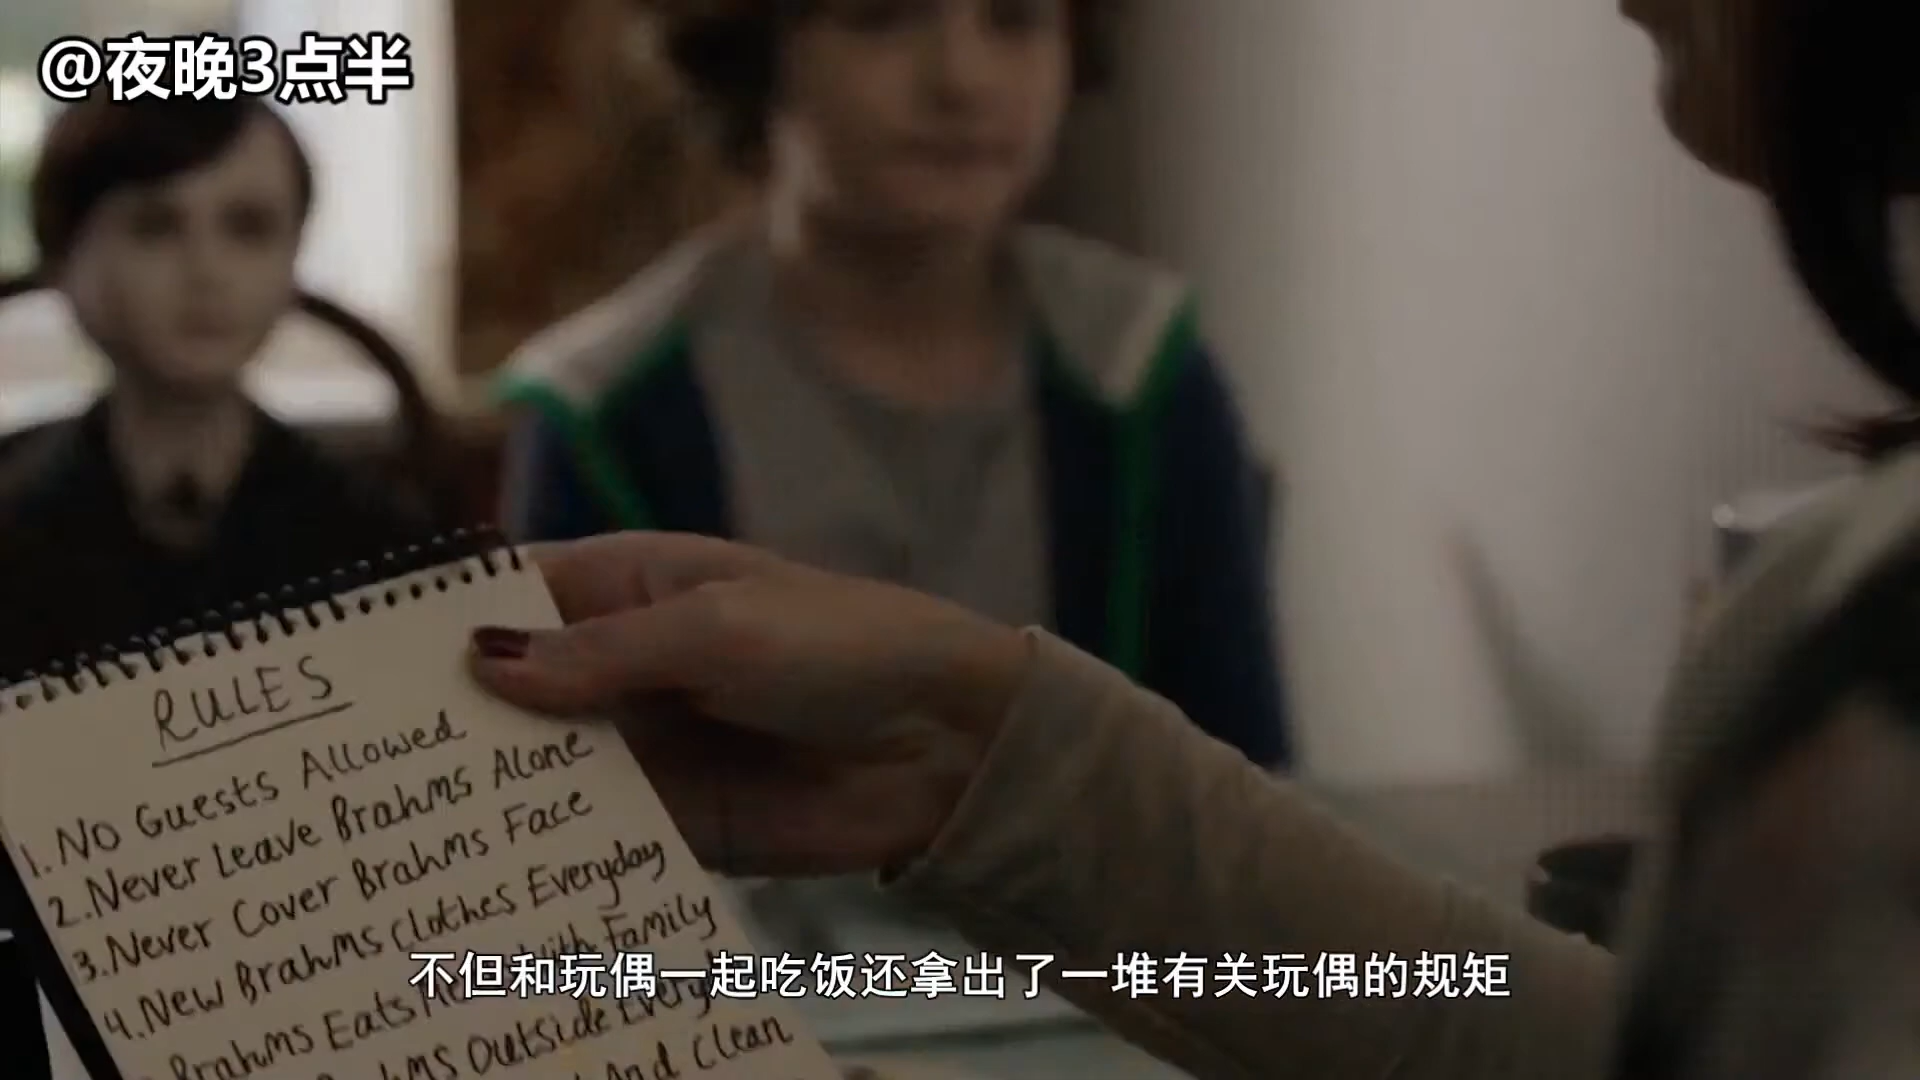 @夜晚3点半
RULES
1. No Guests Allowed
2. Never Leave Brahms Alone
3. Never Cover Brahms Face
4. New Brahms Clothes Everyday
Brahms Eats With Family
Outside
And Clean
不但和玩偶一起吃饭还拿出了一堆有关玩偶的规矩